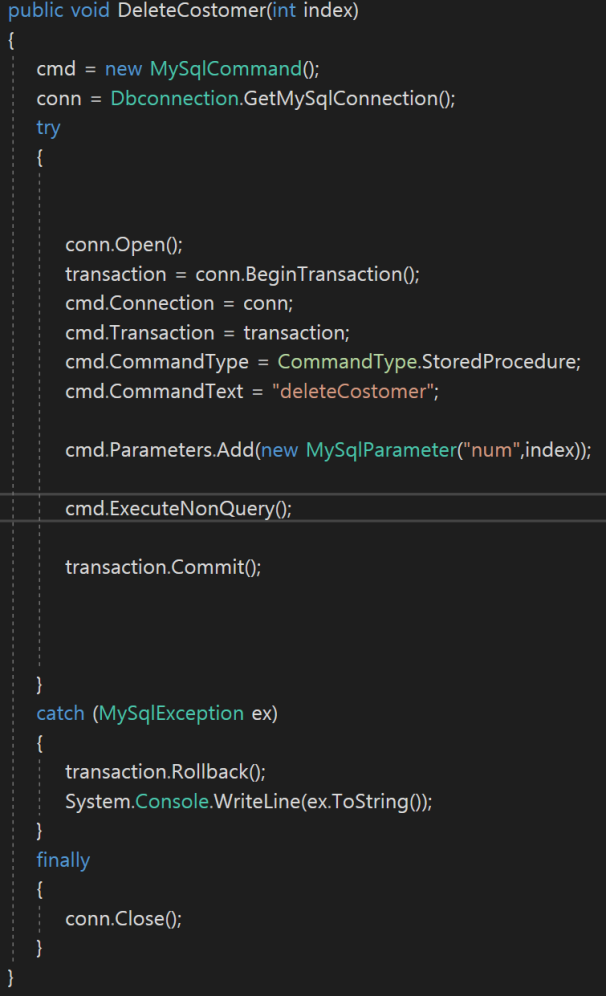 public void DeleteCostomer(int index)
{
cmd = new MySqlCommand();
conn = Dbconnection.GetMySqlConnection();
try
{
conn.Open();
transaction = conn.BeginTransaction();
cmd.Connection = conn;
cmd.Transaction = transaction;
cmd.CommandType = CommandType.StoredProcedure;
cmd.CommandText = "deleteCostomer";
cmd.Parameters.Add(new MySqlParameter("num",index));
cmd.ExecuteNonQuery();
transaction.Commit();
}
catch (MySqlException ex)
{
transaction.Rollback();
System.Console.WriteLine(ex.ToString());
}
finally
{
conn.Close();
}
}